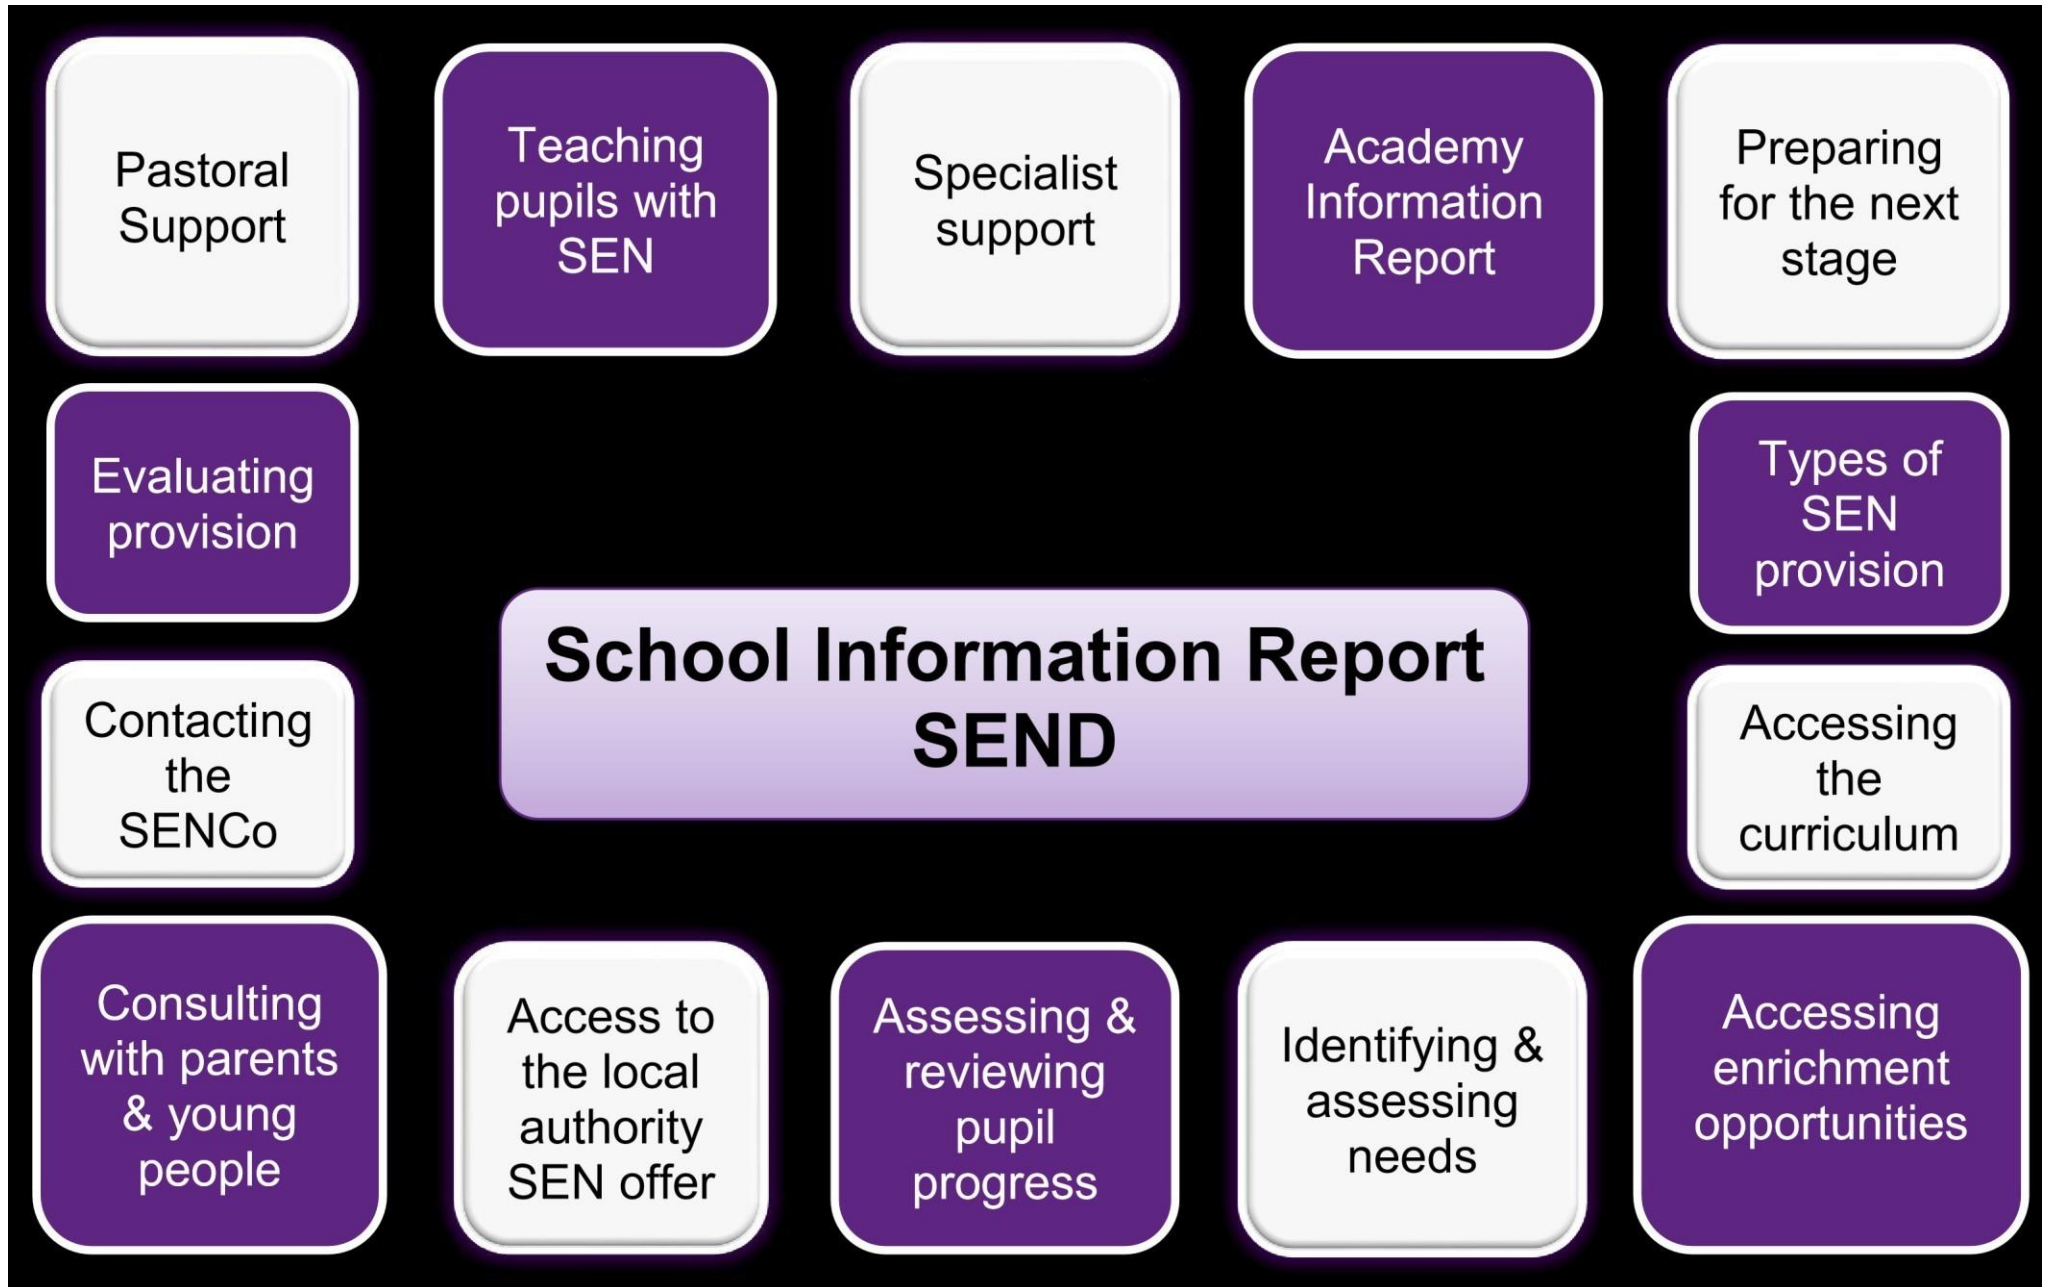 Pastoral
Support
Teaching
pupils with
SEN
Specialist
support
Academy
Information
Report
Preparing
for the next
stage
Evaluating
provision
Types of
SEN
provision
School Information Report
SEND
Contacting
the
SENCo
Accessing
the
curriculum
Consulting
with parents
& young
people
Access to
the local
authority
SEN offer
Assessing &
reviewing
pupil
progress
Identifying &
assessing
needs
Accessing
enrichment
opportunities